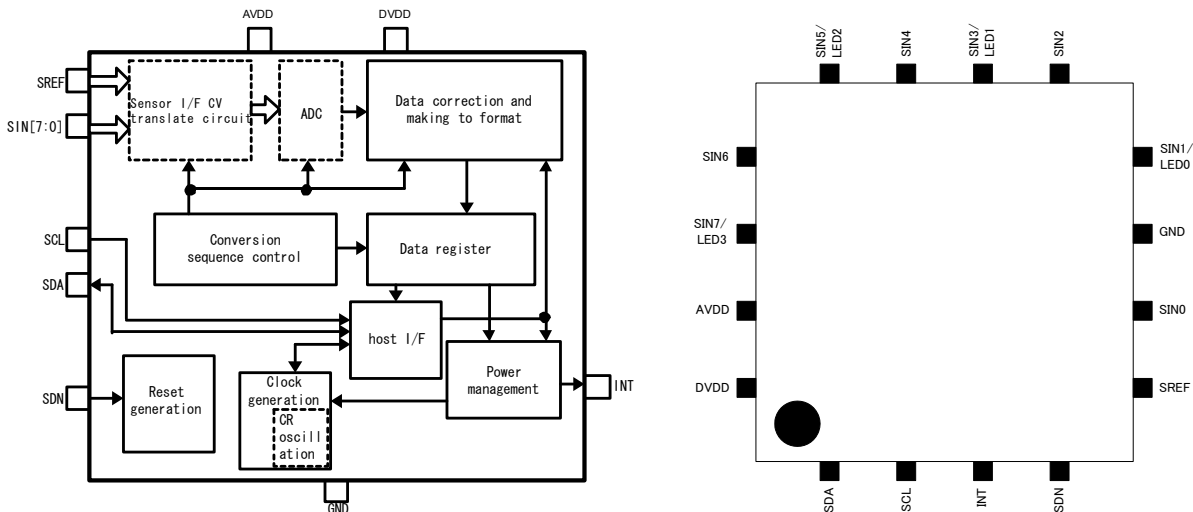 AVDD
DVDD
SREF
SIN[7:0]
Sensor I/F CV
translate circuit
ADC
Data correction and
making to format
SCL
SDA
Conversion
sequence control
Data register
host I/F
SDN
Reset
generation
Clock
generation
CR
oscill
ation
Power
management
INT
GND
SIN5/
LED2
SIN4
SIN3/
LED1
SIN2
SIN6
SIN7/
LED3
AVDD
DVDD
SIN1/
LED0
GND
SIN0
SREF
SDA
SCL
INT
SDN